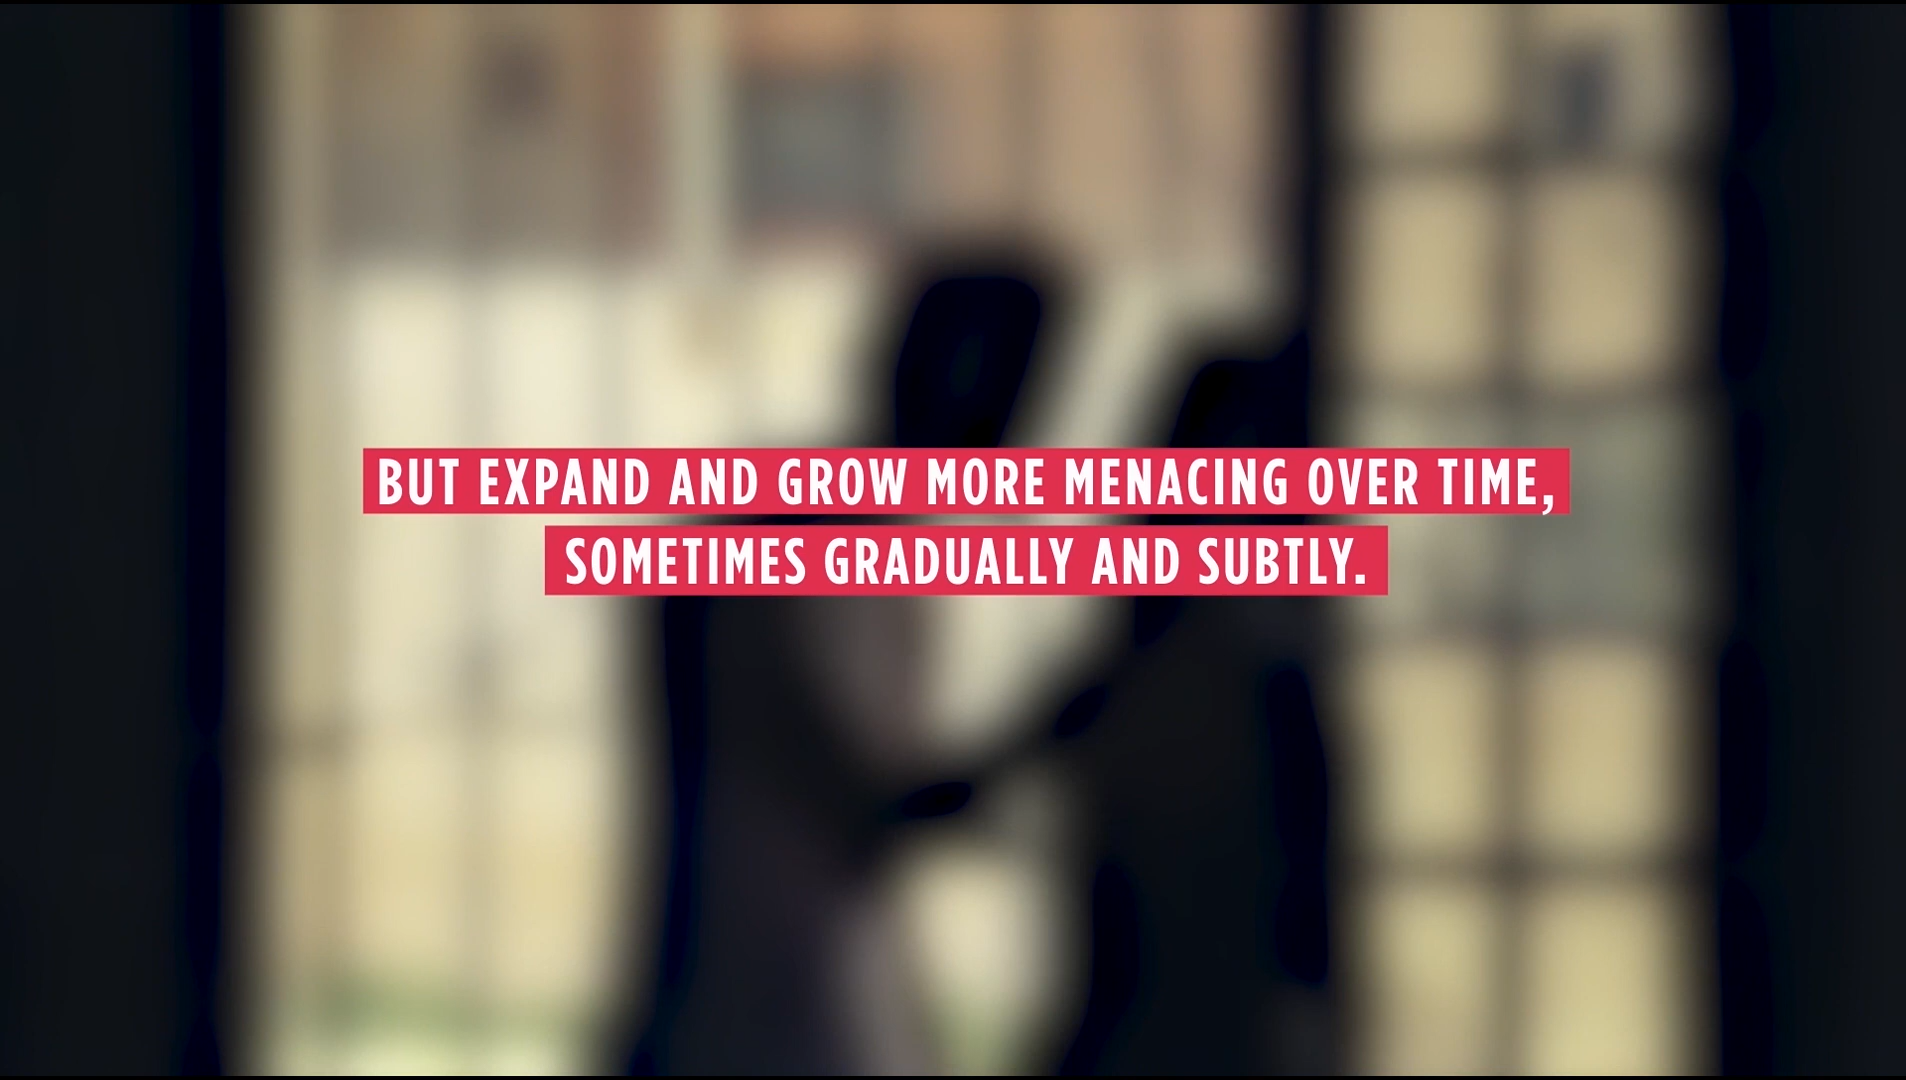 BUT EXPAND AND GROW MORE MENACING OVER TIME,
SOMETIMES GRADUALLY AND SUBTLY.